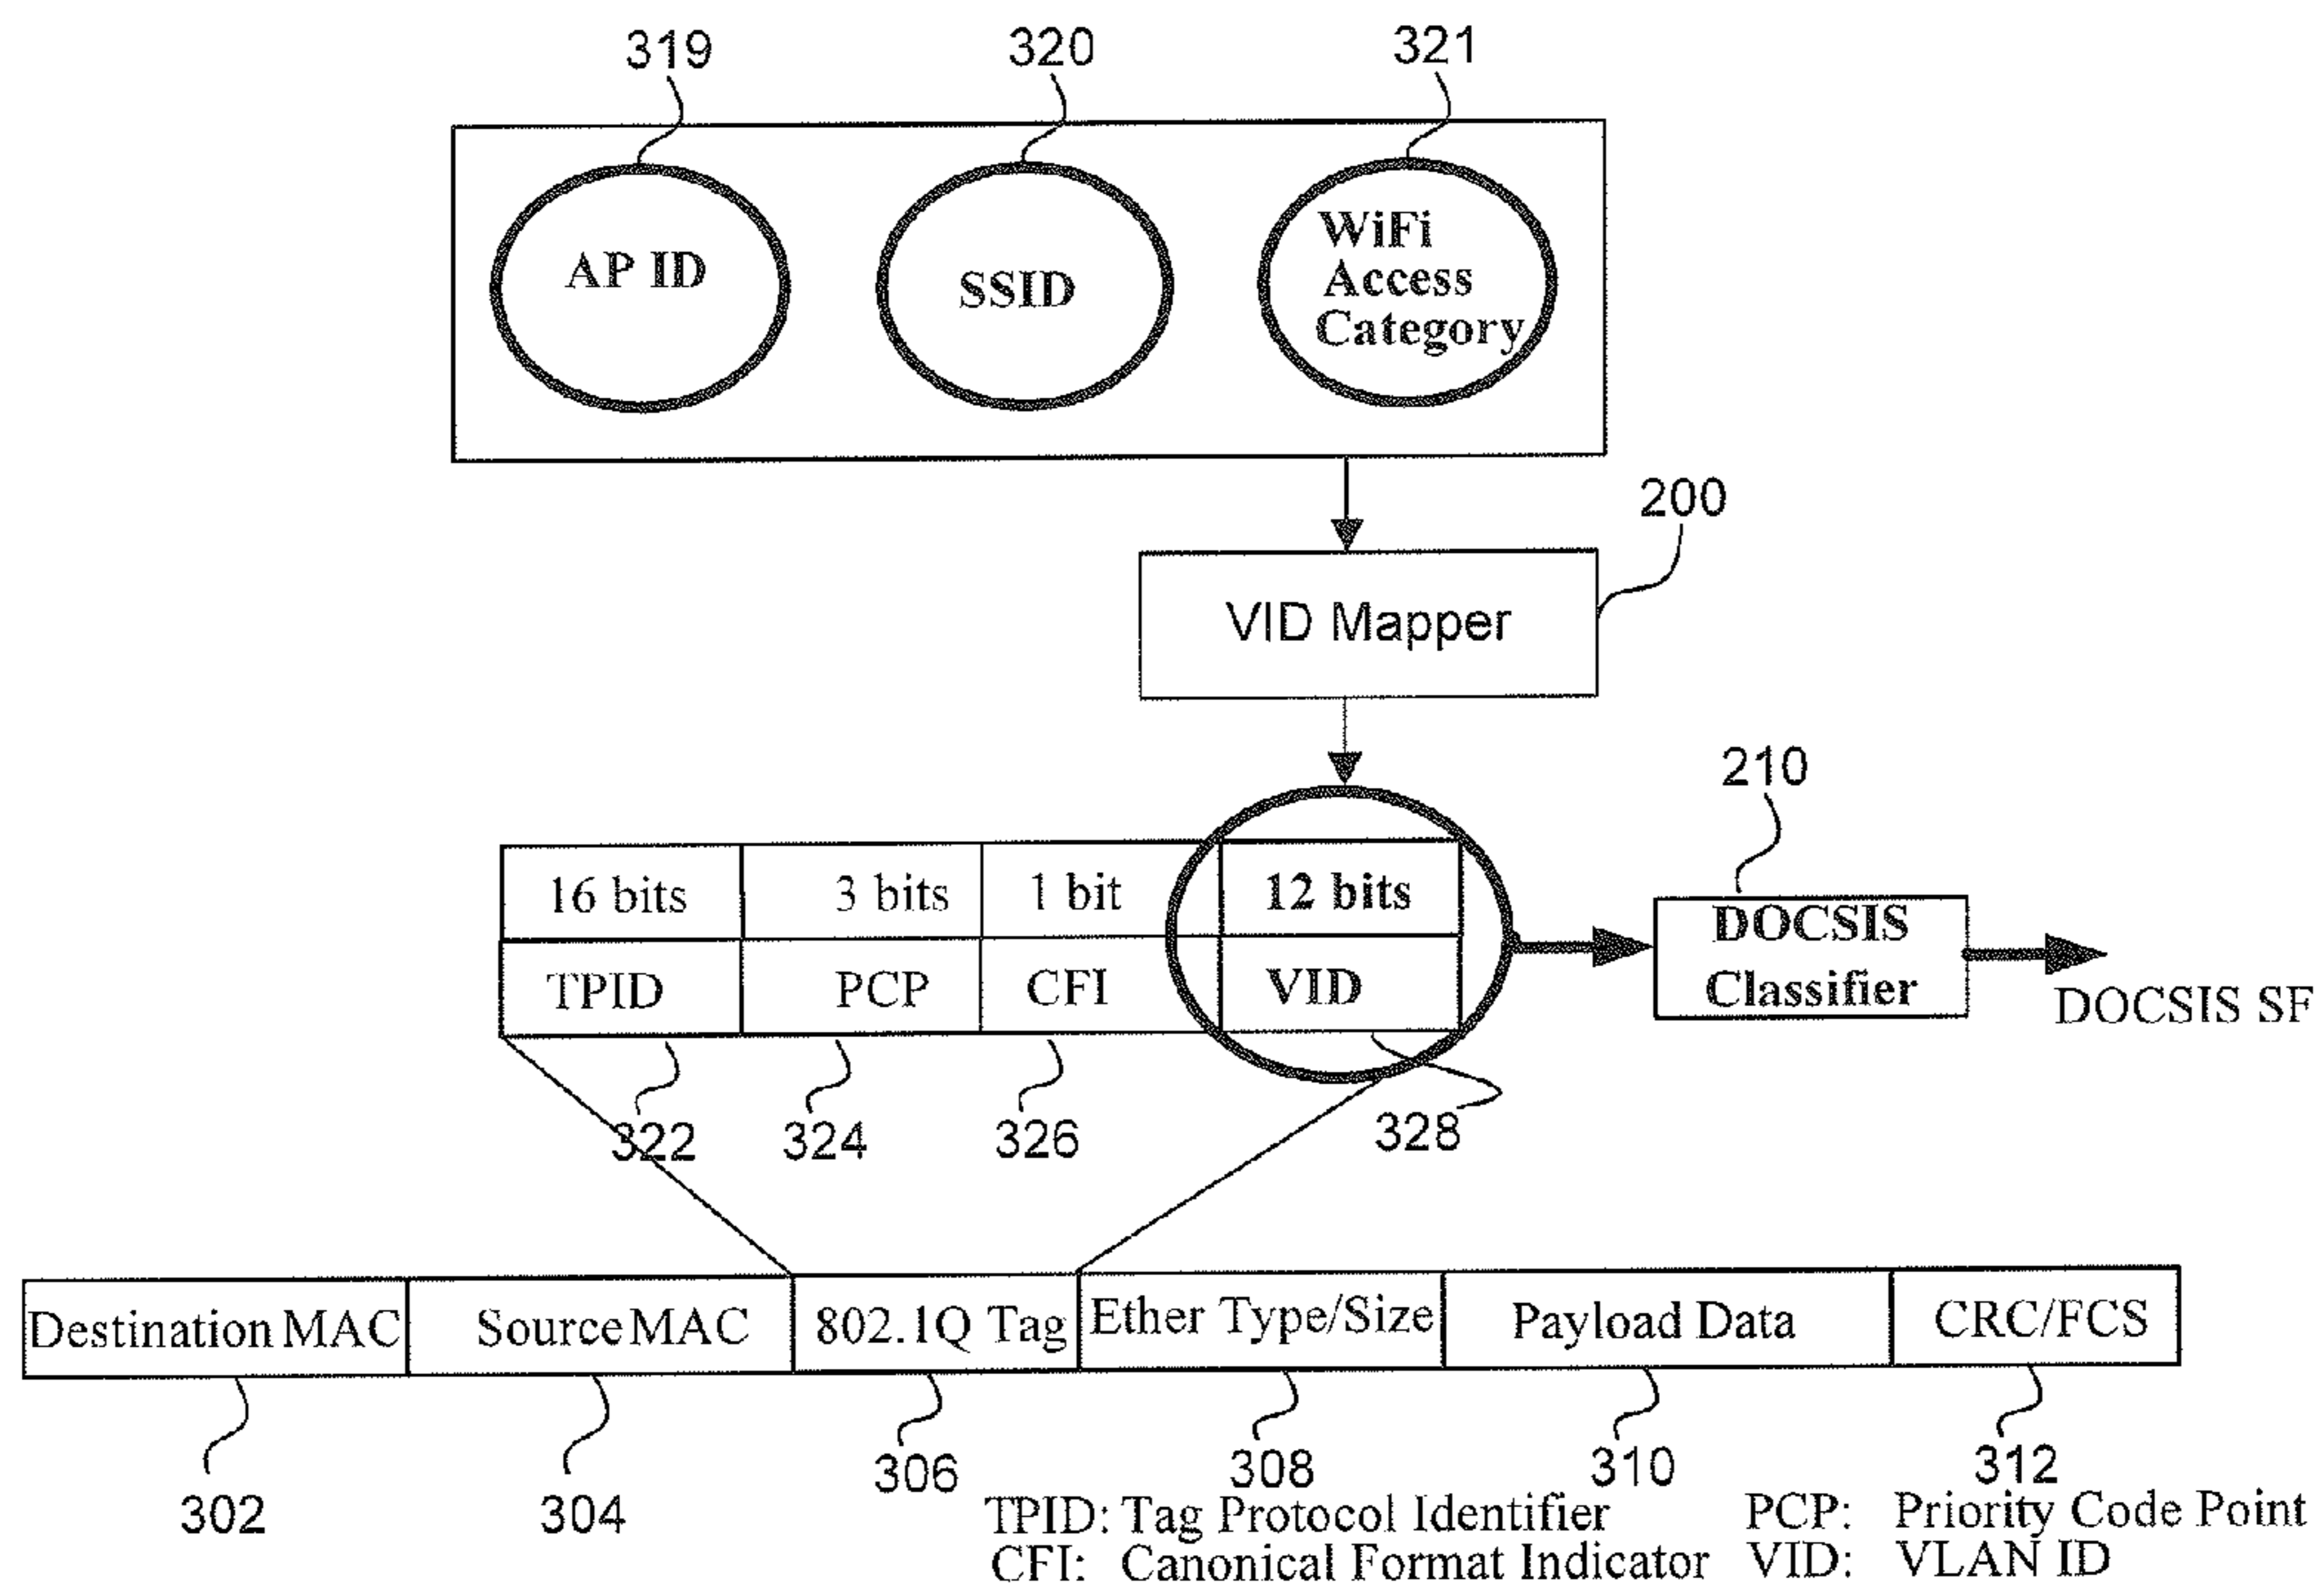 319 320 321
AP ID
SSID
WiFi
Access
Category
200
VID Mapper
210
16 bits 3 bits 1 bit 12 bits
TPID PCP CFI VID
DOCSIS
Classifier
DOCSIS SF
322 324 326 328
Destination MAC Source MAC 802.1Q Tag Ether Type/Size Payload Data CRC/FCS
302 304 306 308 310 312
TPID: Tag Protocol Identifier PCP: Priority Code Point
CFI: Canonical Format Indicator VID: VLAN ID